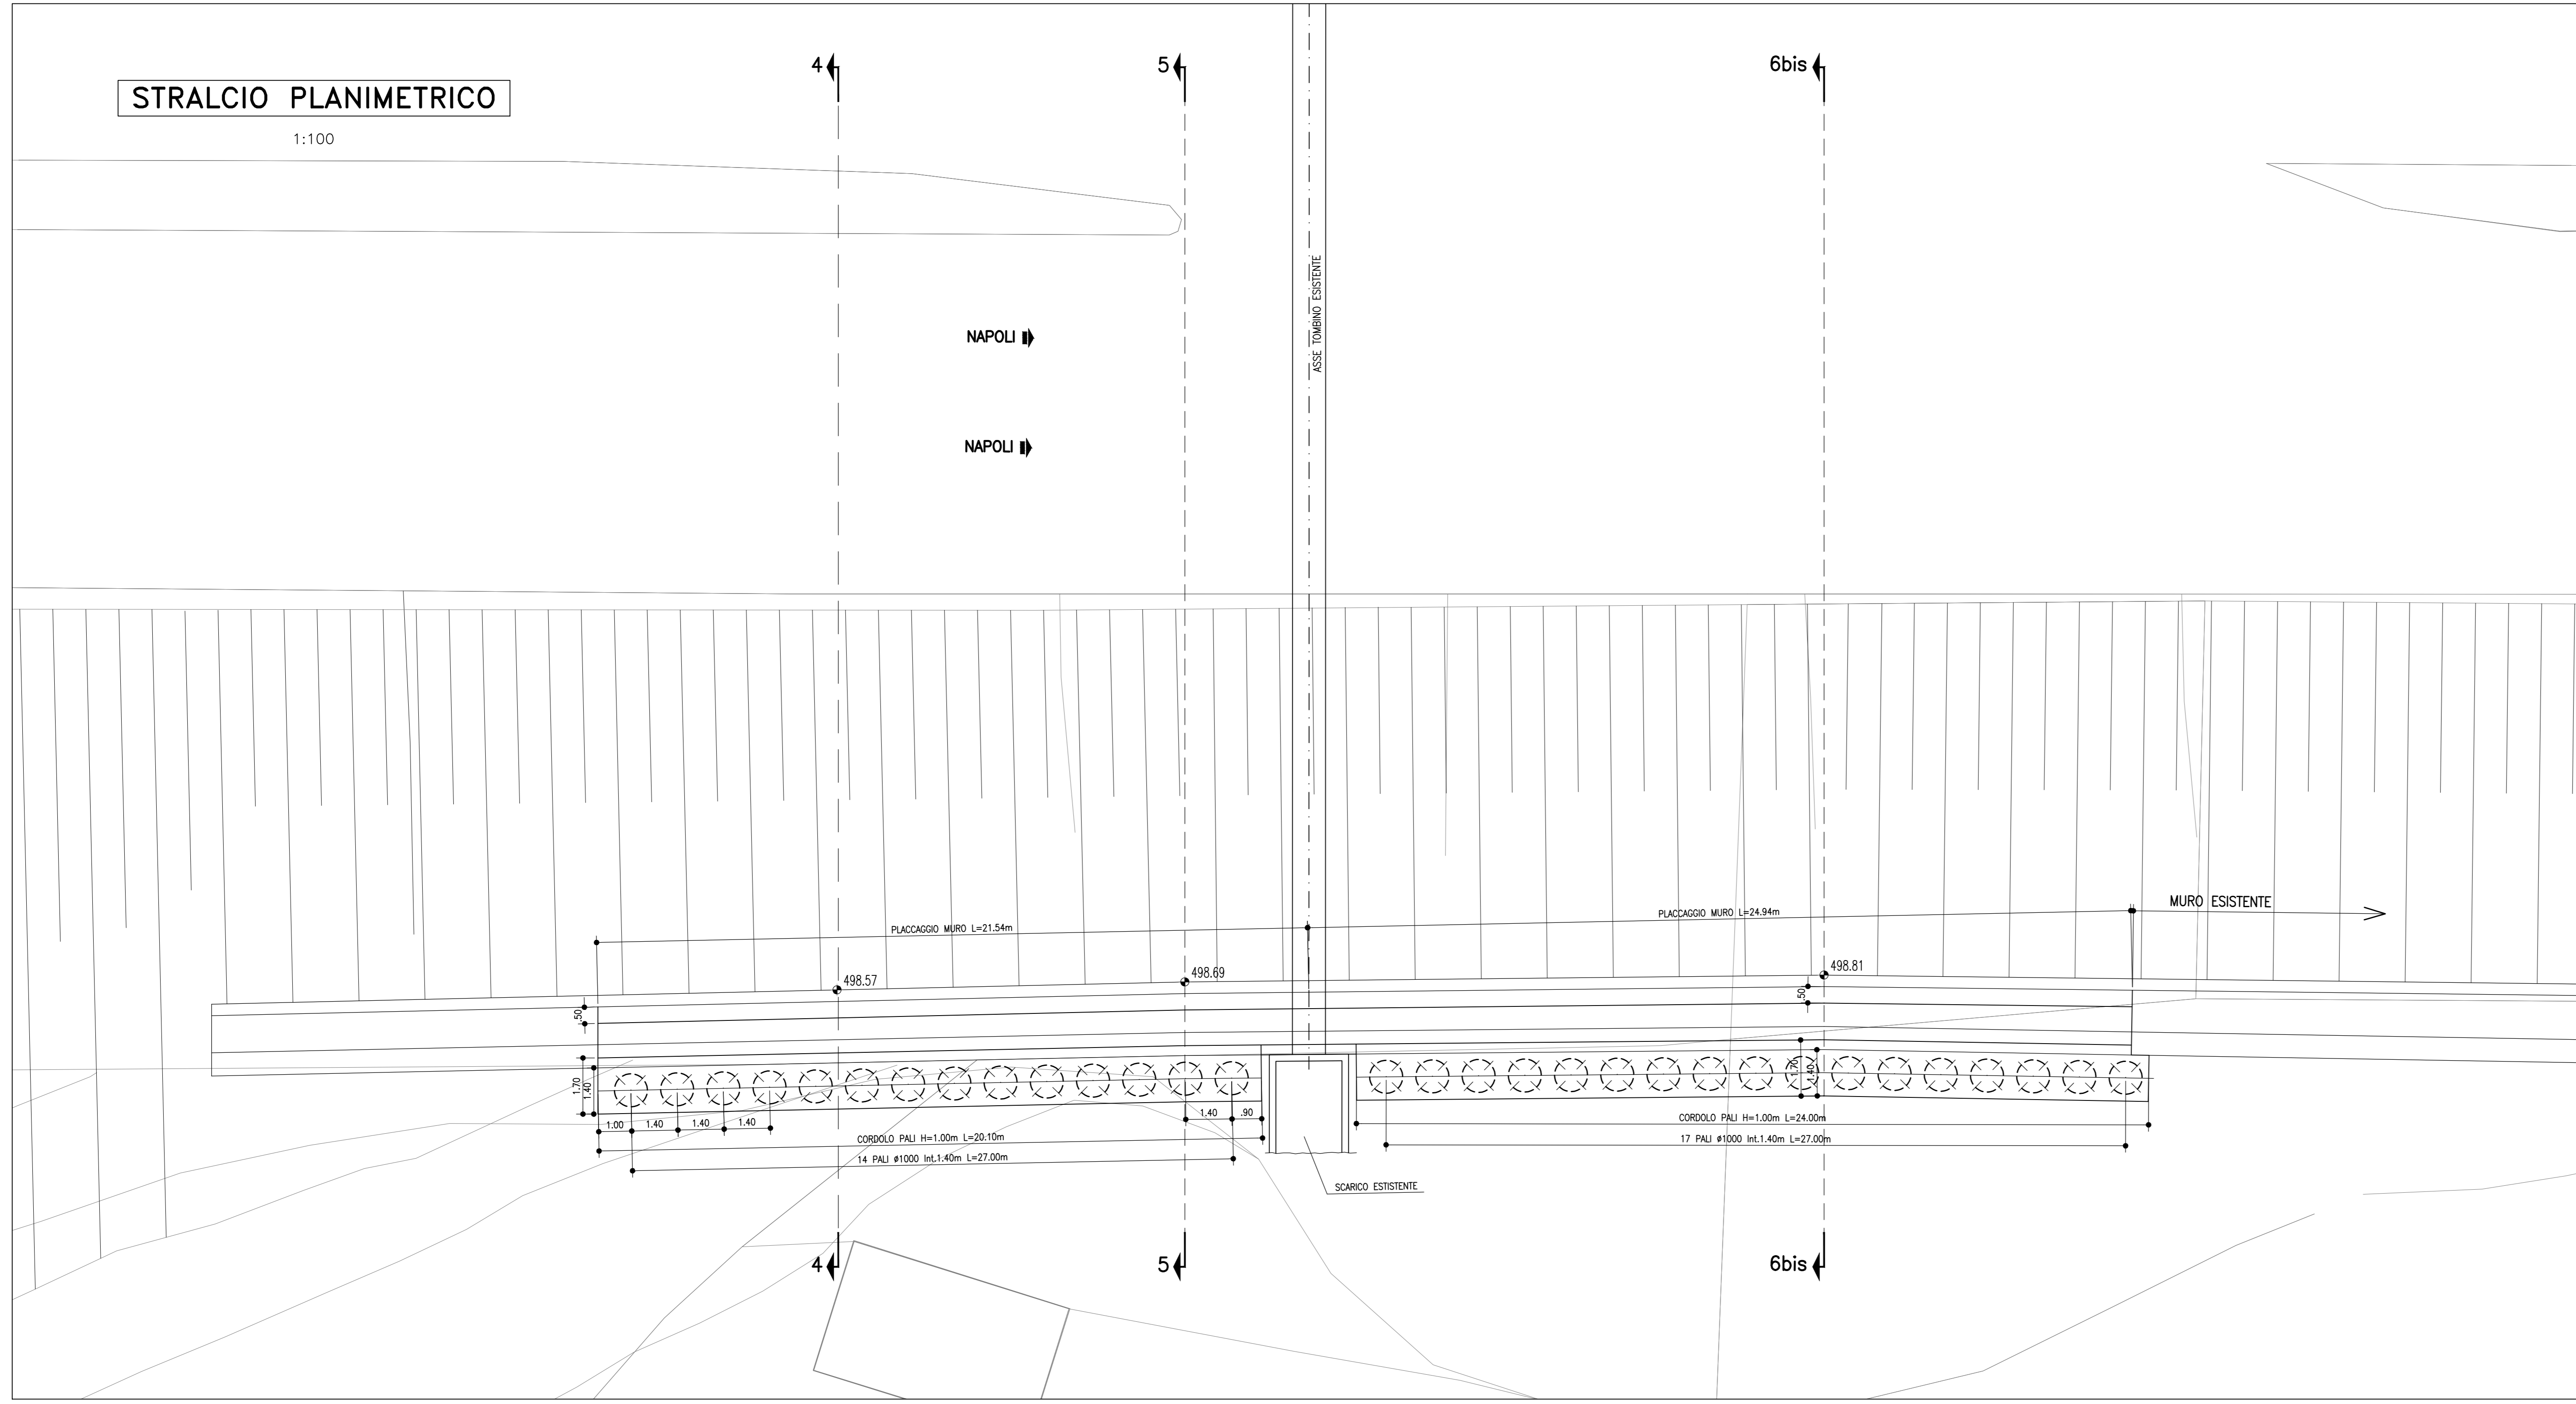 4
5
6bis
STRALCIO PLANIMETRICO
1:100
ASSE TOMBINO ESISTENTE
NAPOLI
NAPOLI
MURO ESISTENTE
PLACCAGGIO MURO L=24.94m
PLACCAGGIO MURO L=21.54m
498.57
498.69
498.81
.50
.50
1.70
1.40
1.70
1.40
1.00
1.40
1.40
1.40
1.40
.90
CORDOLO PALI H=1.00m L=20.10m
14 PALI ø1000 Int.1.40m L=27.00m
CORDOLO PALI H=1.00m L=24.00m
17 PALI ø1000 Int.1.40m L=27.00m
SCARICO ESTISTENTE
4
5
6bis